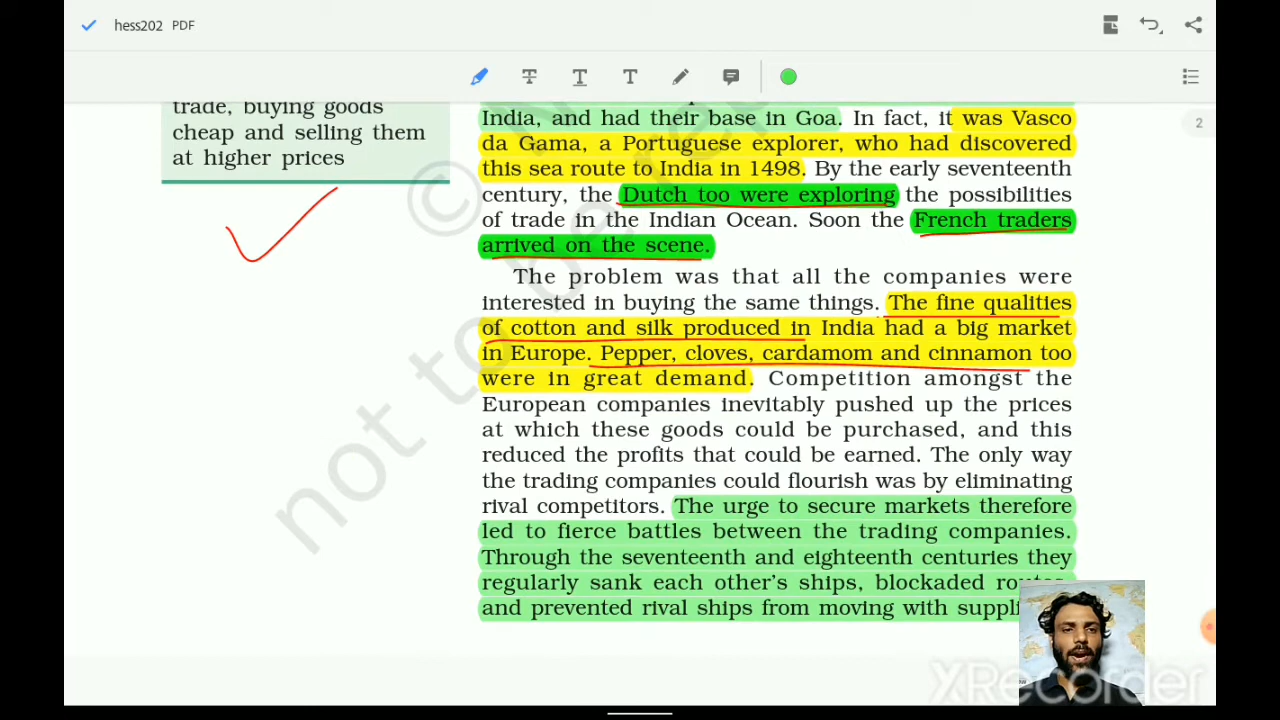 hess202 PDF
trade, buying goods
cheap and selling them
at higher prices
India, and had their base in Goa. In fact, it was Vasco
da Gama, a Portuguese explorer, who had discovered
this sea route to India in 1498. By the early seventeenth
century, the Dutch too were exploring the possibilities
of trade in the Indian Ocean. Soon the French traders
arrived on the scene.
The problem was that all the companies were
interested in buying the same things. The fine qualities
of cotton and silk produced in India had a big market
in Europe. Pepper, cloves, cardamom and cinnamon too
were in great demand. Competition amongst the
European companies inevitably pushed up the prices
at which these goods could be purchased, and this
reduced the profits that could be earned. The only way
the trading companies could flourish was by eliminating
rival competitors. The urge to secure markets therefore
led to fierce battles between the trading companies.
Through the seventeenth and eighteenth centuries they
regularly sank each other's ships, blockaded routes,
and prevented rival ships from moving with
2
© N
not to be rep
XRecorder